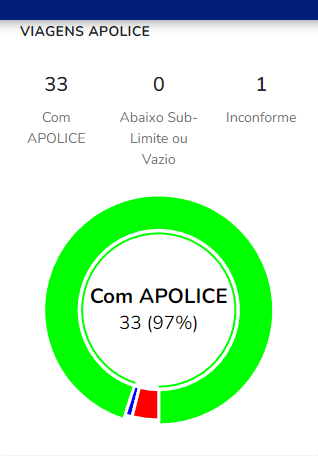 VIAGENS APOLICE
33
Com
APOLICE
0
Abaixo Sub-
Limite ou
Vazio
1
Inconforme
Com APOLICE
33 (97%)